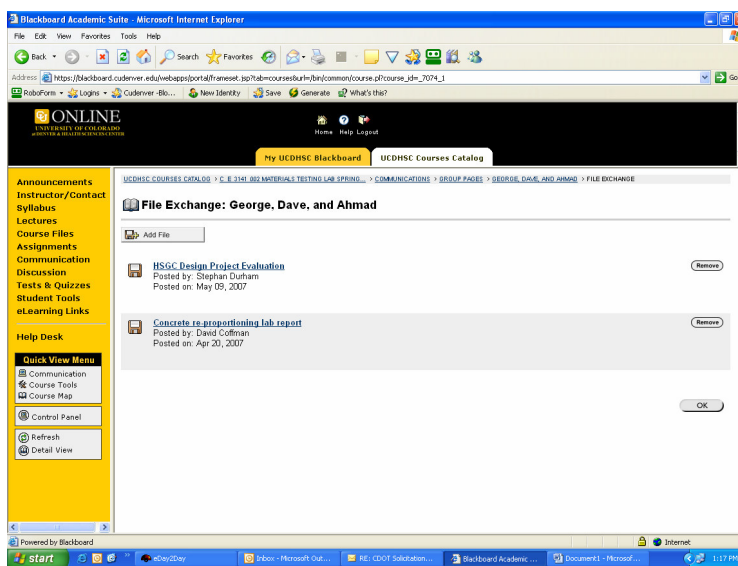 Blackboard Academic Suite - Microsoft Internet Explorer
File Edit View Favorites Tools Help
Back Search Favorites
Address https://blackboard.cudenver.edu/webapps/portal/frameset.jsp?tab=courses&url=/bin/common/course.pl?course_id=_7074_1 Go
RoboForm Logins Cudenver -Blo... New Identity Save Generate What's this?
CU ONLINE
UNIVERSITY OF COLORADO
AT DENVER & HEALTH SCIENCES CENTER
Home Help Logout
My UCDHSC Blackboard UCDHSC Courses Catalog
UCDHSC COURSES CATALOG > C E 3141 002 MATERIALS TESTING LAB SPRING... > COMMUNICATIONS > GROUP PAGES > GEORGE, DAVE, AND AHMAD > FILE EXCHANGE
Announcements
Instructor/Contact
Syllabus
Lectures
Course Files
Assignments
Communication
Discussion
Tests & Quizzes
Student Tools
eLearning Links
Help Desk
Quick View Menu
Communication
Course Tools
Course Map
Control Panel
Refresh
Detail View
File Exchange: George, Dave, and Ahmad
Add File
HSGC Design Project Evaluation Remove
Posted by: Stephan Durham
Posted on: May 09, 2007
Concrete re-proportioning lab report Remove
Posted by: David Coffman
Posted on: Apr 20, 2007
OK
Powered by Blackboard Internet
start eDay2Day Inbox - Microsoft Out... RE: CDOT Solicitation... Blackboard Academic ... Document1 - Microsof... 1:17 PM